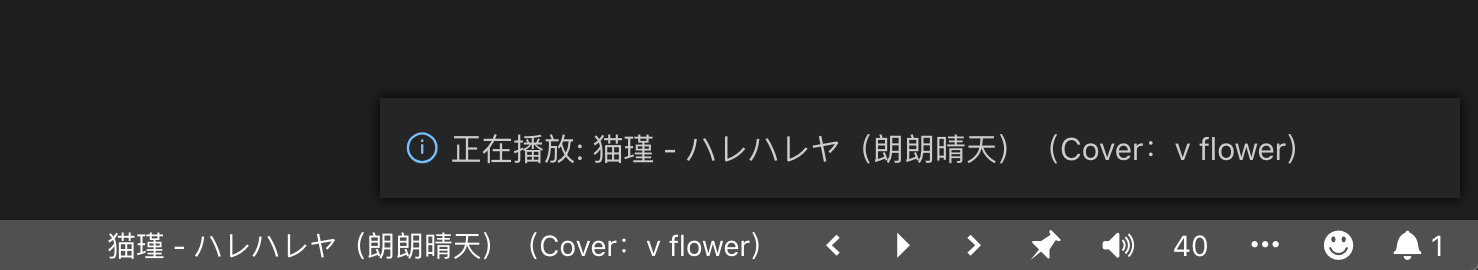 正在播放: 猫瑾 - ハレハレヤ（朗朗晴天）（Cover：v flower）
猫瑾 - ハレハレヤ（朗朗晴天）（Cover：v flower） 40 1